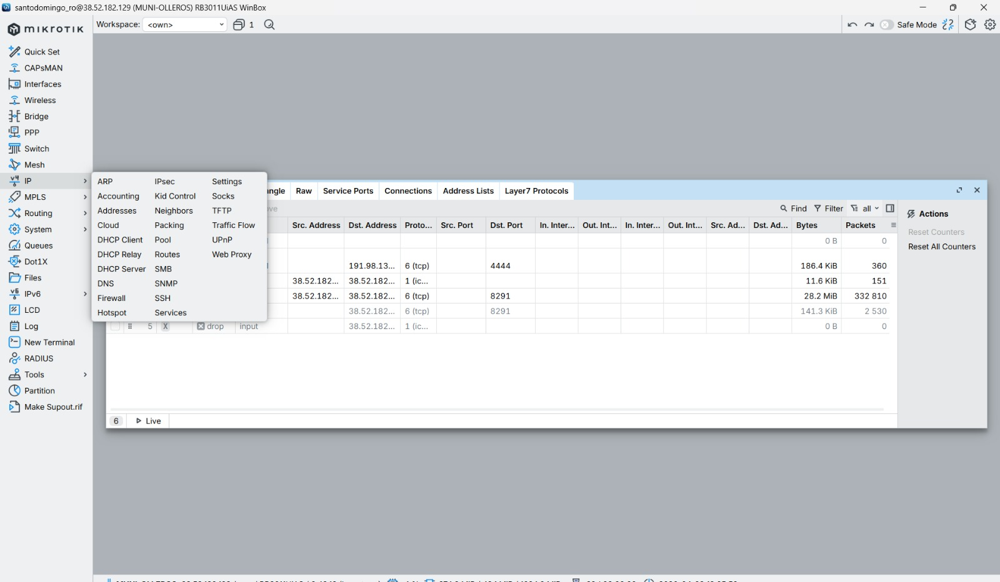 santodomingo_ro@38.52.182.129 (MUNI-OLLEROS) RB3011UiAS WinBox
mikrotik
Workspace: <own> 1
Safe Mode
Quick Set
CAPsMAN
Interfaces
Wireless
Bridge
PPP
Switch
Mesh
IP
MPLS
Routing
System
Queues
Dot1X
Files
IPv6
LCD
Log
New Terminal
RADIUS
Tools
Partition
Make Supout.rif
ARP IPsec Settings
Accounting Kid Control Socks
Addresses Neighbors TFTP
Cloud Packing Traffic Flow
DHCP Client Pool UPnP
DHCP Relay Routes Web Proxy
DHCP Server SMB
DNS SNMP
Firewall SSH
Hotspot Services
angle Raw Service Ports Connections Address Lists Layer7 Protocols
ove Find Filter all
Src. Address Dst. Address Proto... Src. Port Dst. Port In. Inter... Out. Int... In. Inter... Out. Int... Src. Ad... Dst. Ad... Bytes Packets
0 B 0
191.98.13... 6 (tcp) 4444 186.4 KiB 360
38.52.182... 38.52.182... 1 (ic... 11.6 KiB 151
38.52.182... 38.52.182... 6 (tcp) 8291 28.2 MiB 332 810
38.52.182... 6 (tcp) 8291 141.3 KiB 2 530
5 X drop input 38.52.182... 1 (ic... 0 B 0
6 Live
Actions
Reset Counters
Reset All Counters